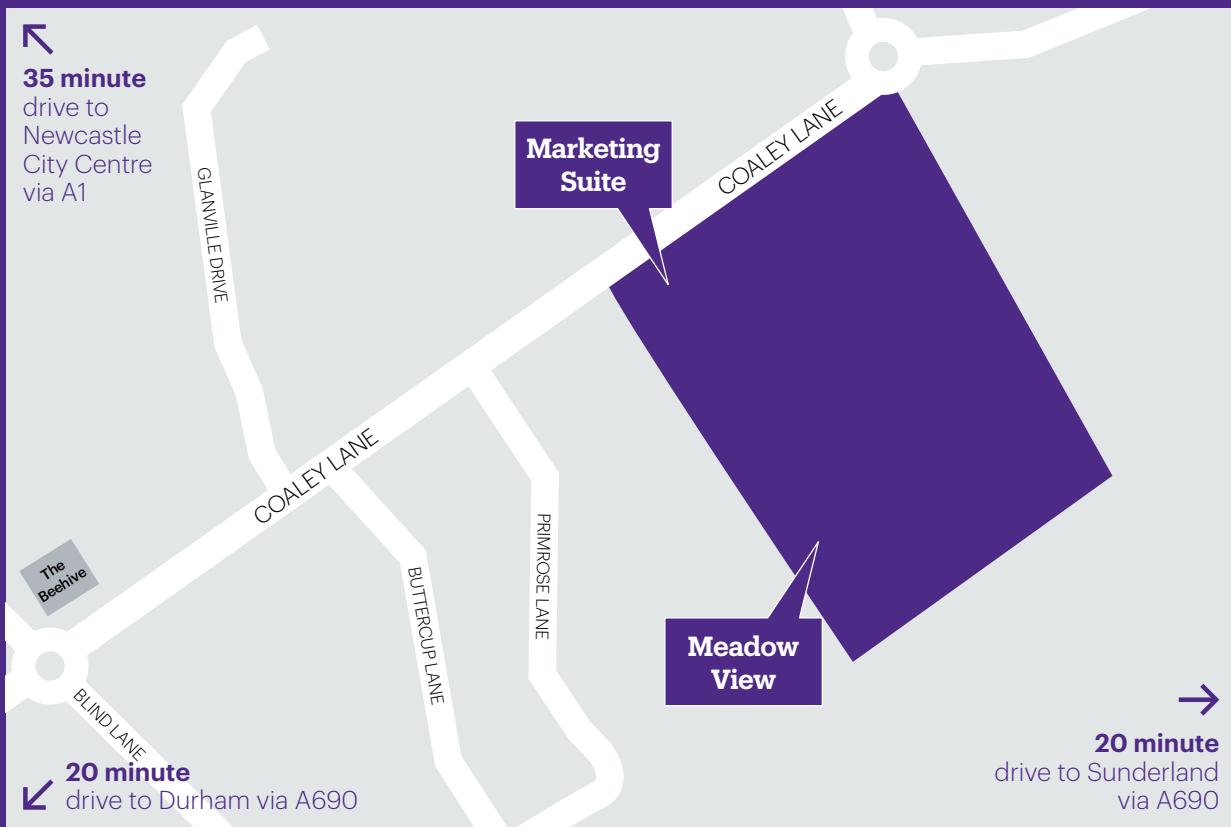 35 minute
drive to
Newcastle
City Centre
via A1
GLANVILLE DRIVE
Marketing
Suite
COALEY LANE
COALEY LANE
The
Beehive
BUTTERCUP LANE
PRIMROSE LANE
Meadow
View
BLIND LANE
20 minute
drive to Durham via A690
20 minute
drive to Sunderland
via A690